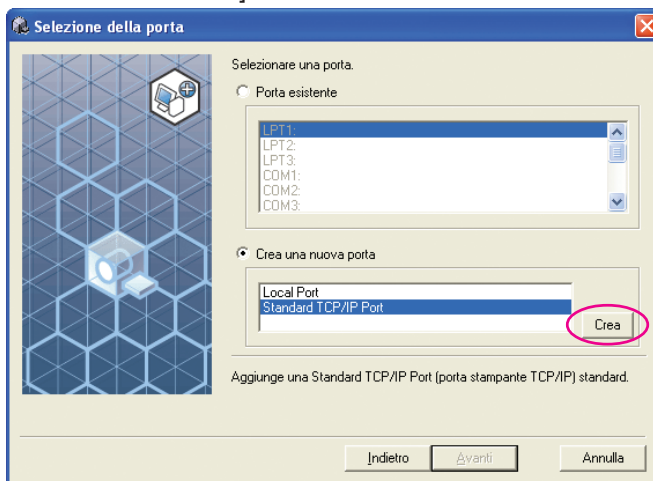 Selezione della porta
Selezionare una porta.
Porta esistente
LPT1:
LPT2:
LPT3:
COM1:
COM2:
COM3:
Crea una nuova porta
Local Port
Standard TCP/IP Port
Crea
Aggiunge una Standard TCP/IP Port (porta stampante TCP/IP) standard.
Indietro
Avanti
Annulla